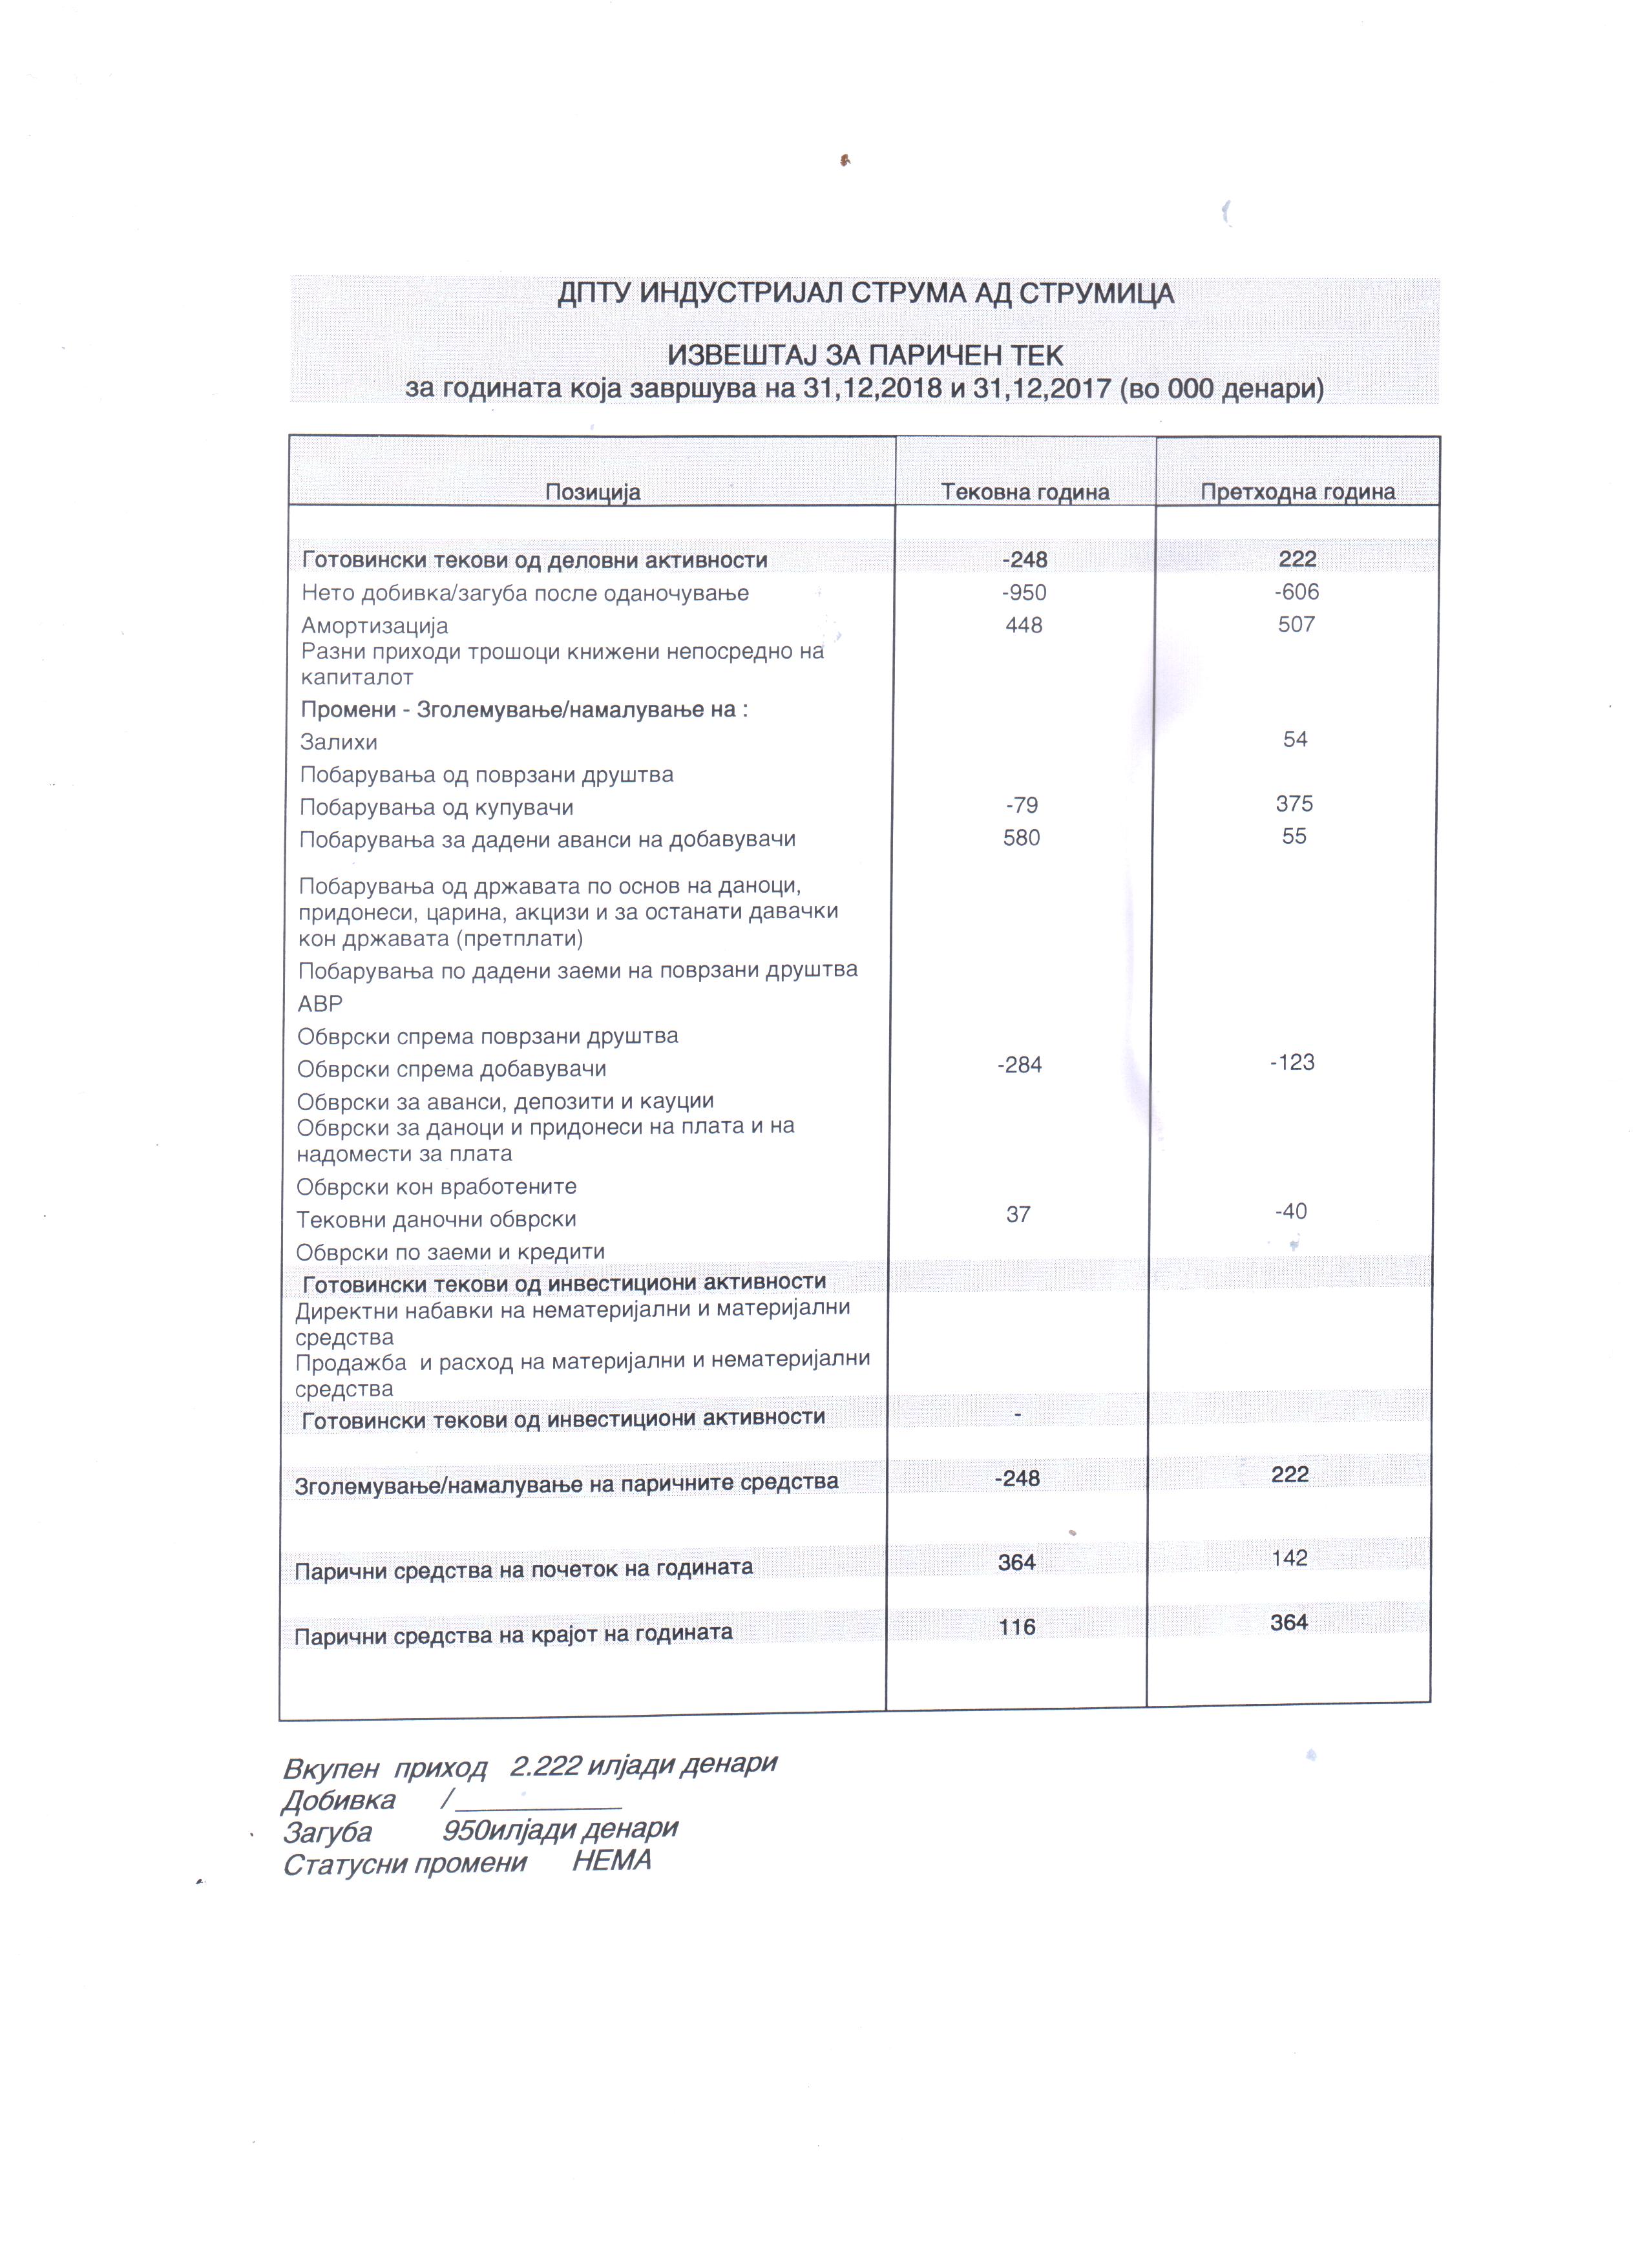 ДПТУ ИНДУСТРИЈАЛ СТРУМА АД СТРУМИЦА
ИЗВЕШТАЈ ЗА ПАРИЧЕН ТЕК
за годината која завршува на 31,12,2018 и 31,12,2017 (во 000 денари)
Позиција Тековна година Претходна година
Готовински текови од деловни активности -248 222
Нето добивка/загуба после оданочување -950 -606
Амортизација 448 507
Разни приходи трошоци книжени непосредно на
капиталот
Промени - Зголемување/намалување на :
Залихи 54
Побарувања од поврзани друштва
Побарувања од купувачи -79 375
Побарувања за дадени аванси на добавувачи 580 55
Побарувања од државата по основ на даноци,
придонеси, царина, акцизи и за останати давачки
кон државата (претплати)
Побарувања по дадени заеми на поврзани друштва
АВР
Обврски спрема поврзани друштва
Обврски спрема добавувачи -284 -123
Обврски за аванси, депозити и кауции
Обврски за даноци и придонеси на плата и на
надомести за плата
Обврски кон вработените
Тековни даночни обврски 37 -40
Обврски по заеми и кредити
Готовински текови од инвестициони активности
Директни набавки на нематеријални и материјални
средства
Продажба и расход на материјални и нематеријални
средства
Готовински текови од инвестициони активности -
Зголемување/намалување на паричните средства -248 222
Парични средства на почеток на годината 364 142
Парични средства на крајот на годината 116 364
Вкупен приход 2.222 илјади денари
Добивка /____________
Загуба 950илјади денари
Статусни промени НЕМА